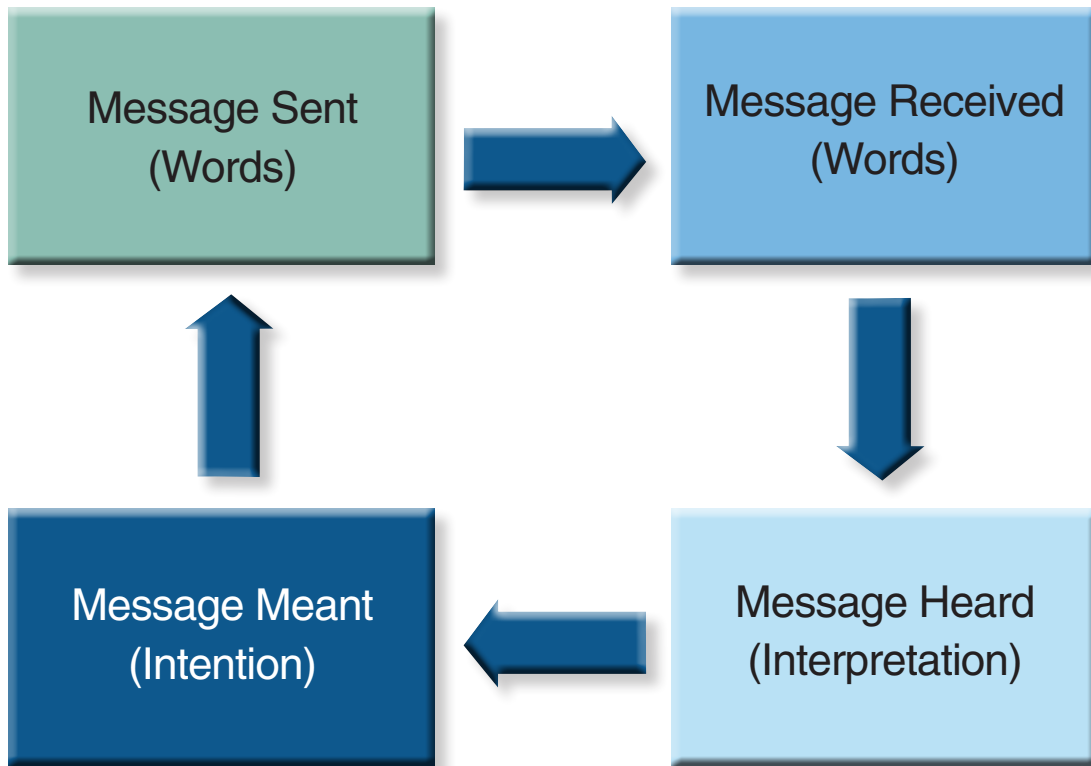 Message Sent
(Words)
Message Received
(Words)
Message Meant
(Intention)
Message Heard
(Interpretation)